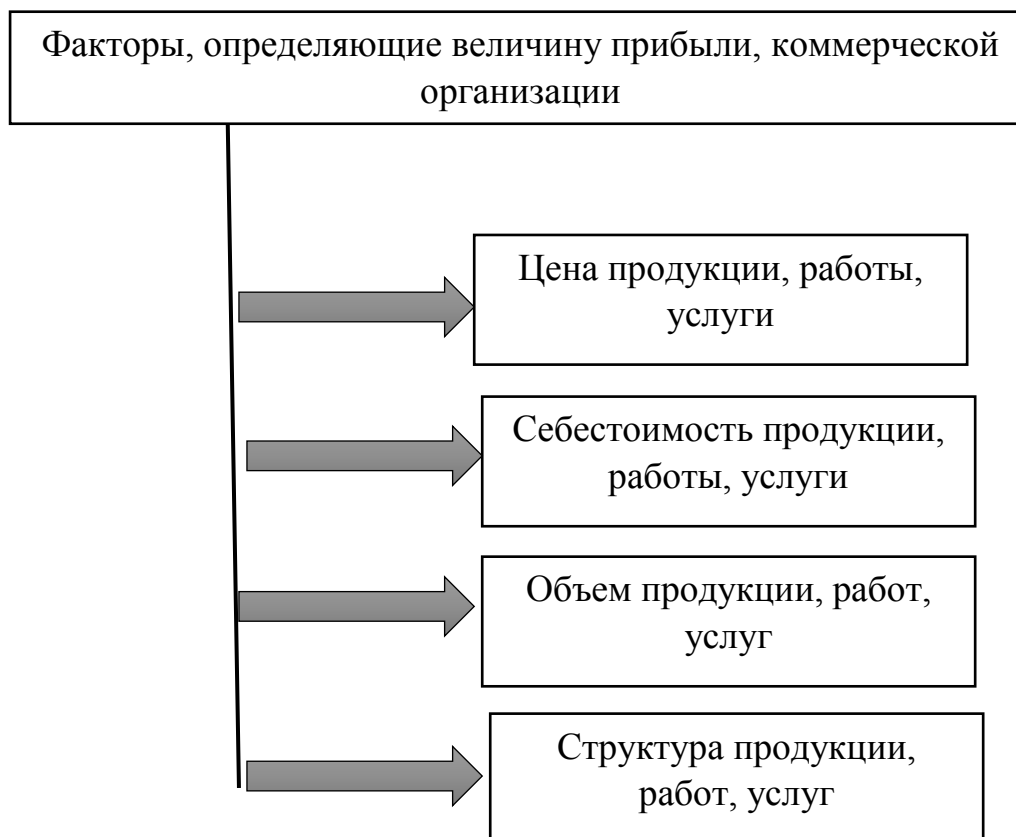 Факторы, определяющие величину прибыли, коммерческой
организации
Цена продукции, работы,
услуги
Себестоимость продукции,
работы, услуги
Объем продукции, работ,
услуг
Структура продукции,
работ, услуг